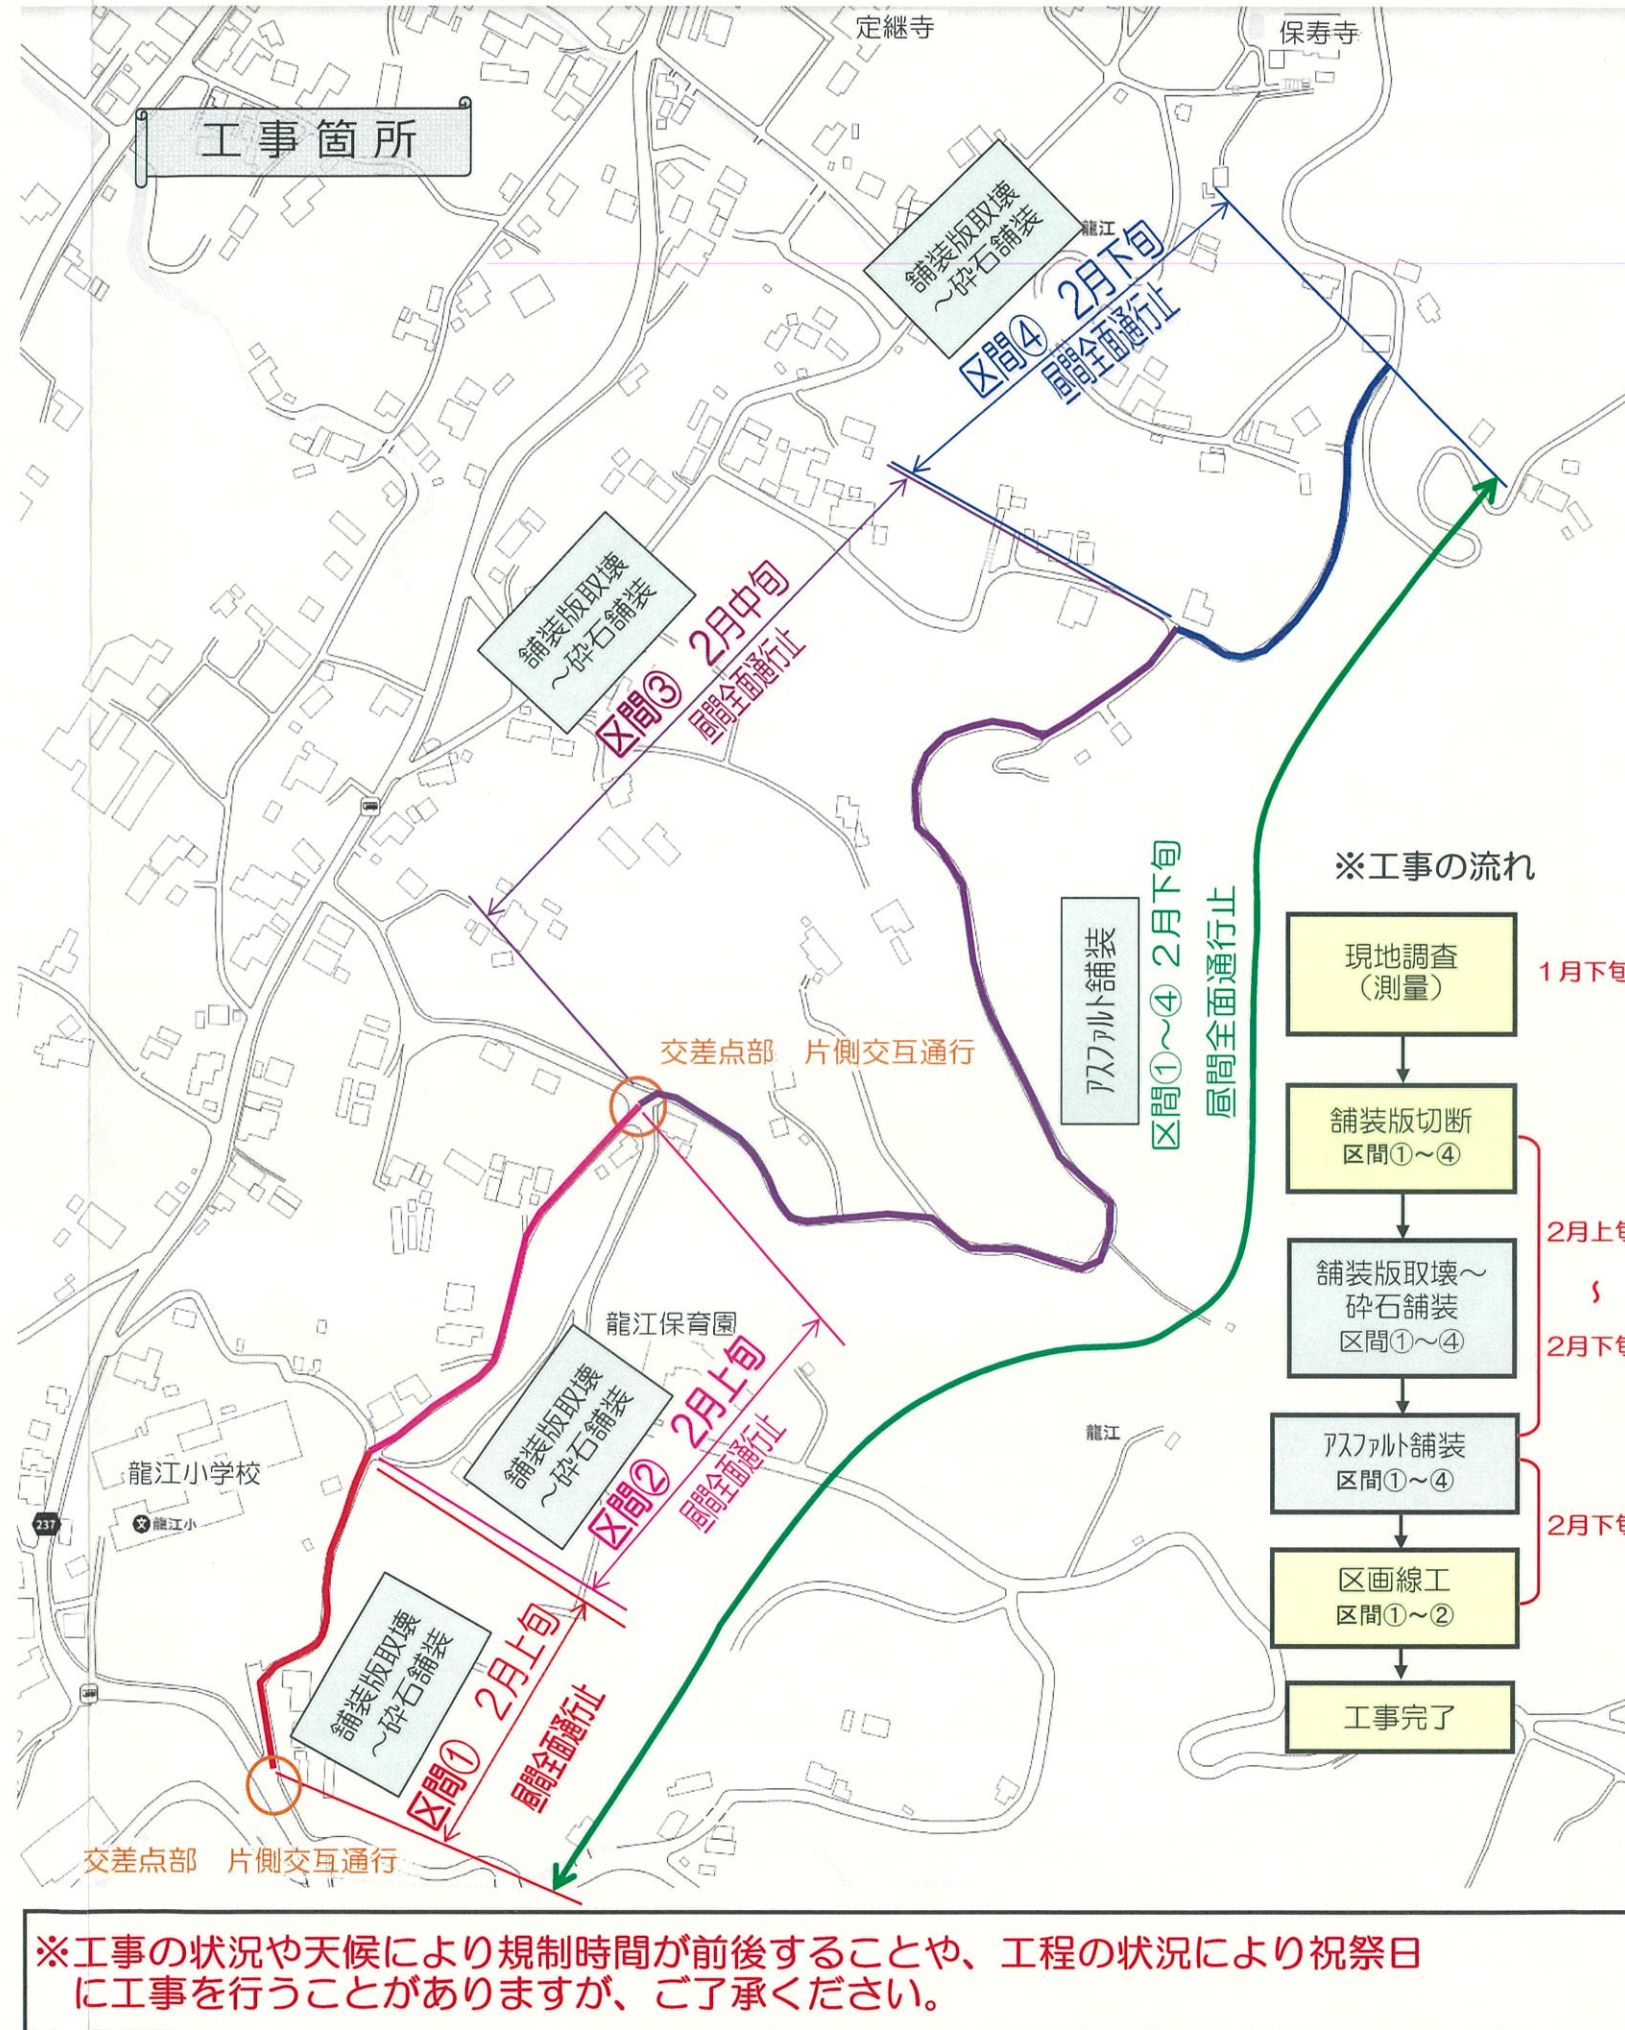 定継寺
保寿寺
工事箇所
舗装版取壊
～砕石舗装
龍江
区間④ 2月下旬
昼間全面通行止
舗装版取壊
～砕石舗装
区間③ 2月中旬
昼間全面通行止
※工事の流れ
現地調査
（測量）
1月下旬
アスファルト舗装
区間①～④ 2月下旬
昼間全面通行止
交差点部 片側交互通行
舗装版切断
区間①～④
2月上旬
～
2月下旬
舗装版取壊～
砕石舗装
区間①～④
龍江保育園
舗装版取壊
～砕石舗装
区間② 2月上旬
昼間全面通行止
龍江
アスファルト舗装
区間①～④
2月下旬
龍江小学校
237
文 龍江小
区画線工
区間①～②
舗装版取壊
～砕石舗装
区間① 2月上旬
昼間全面通行止
工事完了
交差点部 片側交互通行
※工事の状況や天候により規制時間が前後することや、工程の状況により祝祭日
に工事を行うことがありますが、ご了承ください。